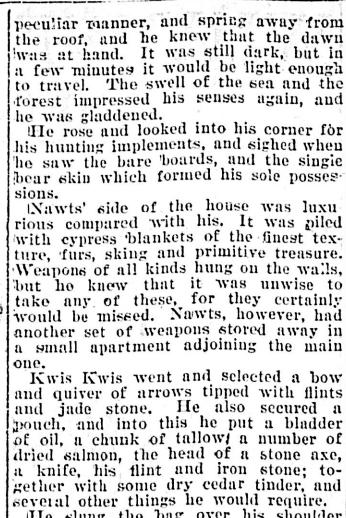 peculiar manner, and spring away from
the roof, and he knew that the dawn
was at hand. It was still dark, but in
a few minutes it would be light enough
to travel. The swell of the sea and the
forest impressed his senses again, and
he was gladdened.
He rose and looked into his corner for
his hunting implements, and sighed when
he saw the bare boards, and the single
bear skin which formed his sole posses-
sions.
Nawts' side of the house was luxu
rious compared with his. It was piled
with cypress blankets of the finest tex-
ture, furs, sking and primitive treasure.
Weapons of all kinds hung on the walls,
but he knew that it was unwise to
take any of these, for they certainly
would be missed. Nawts, however, had
another set of weapons stored away in
a small apartment adjoining the main
one.
Kwis Kwis went and selected a bow
and quiver of arrows tipped with flints
and jade stone. He also secured a
pouch, and into this he put a bladder
of oil, a chunk of tallow, a number of
dried salmon, the head of a stone axe,
a knife, his flint and iron stone; to-
gether with some dry cedar tinder, and
several other things he would require.
He slung the bag over his shoulder